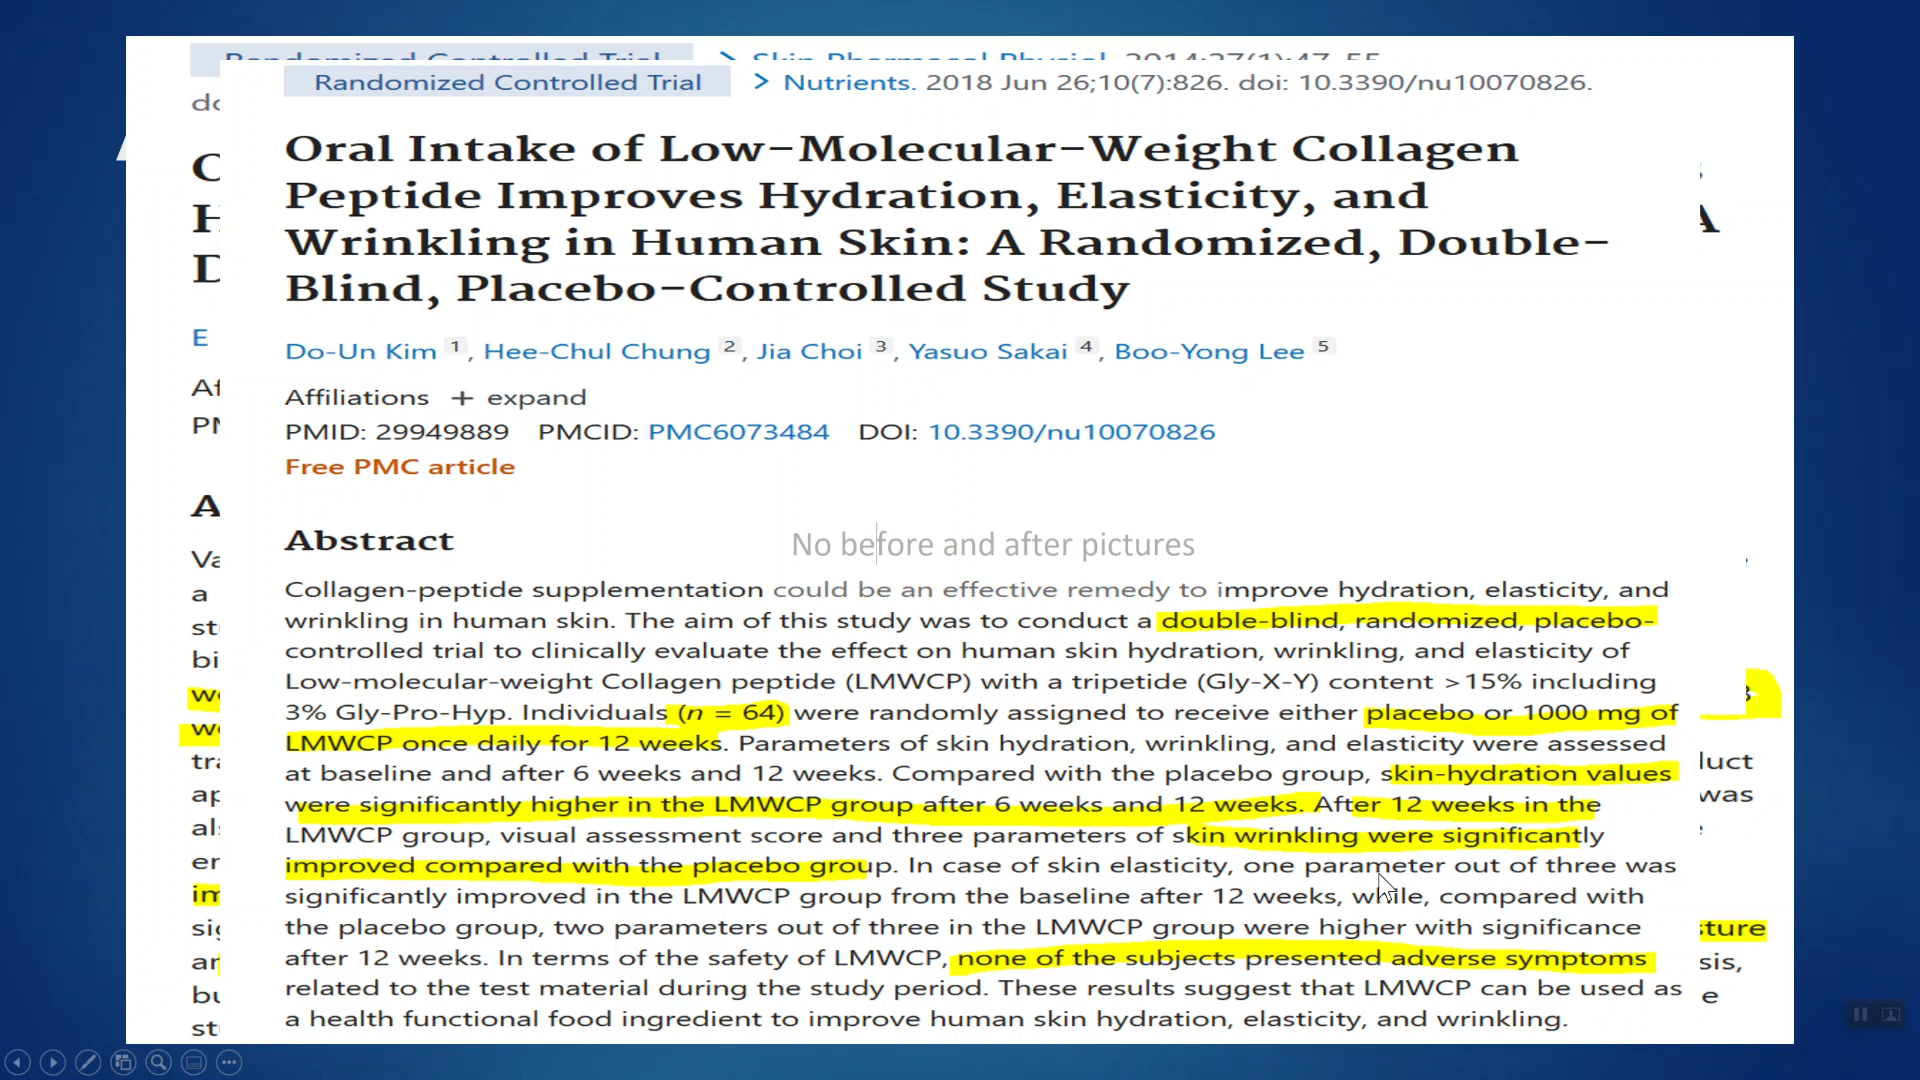 Randomized Controlled Trial > Skin Pharmacol Physiol. 2014;27(1):47-55.
Randomized Controlled Trial > Nutrients. 2018 Jun 26;10(7):826. doi: 10.3390/nu10070826.
Oral Intake of Low-Molecular-Weight Collagen
Peptide Improves Hydration, Elasticity, and
Wrinkling in Human Skin: A Randomized, Double-
Blind, Placebo-Controlled Study
Do-Un Kim 1, Hee-Chul Chung 2, Jia Choi 3, Yasuo Sakai 4, Boo-Yong Lee 5
Affiliations + expand
PMID: 29949889 PMCID: PMC6073484 DOI: 10.3390/nu10070826
Free PMC article
Abstract
No before and after pictures
Collagen-peptide supplementation could be an effective remedy to improve hydration, elasticity, and
wrinkling in human skin. The aim of this study was to conduct a double-blind, randomized, placebo-
controlled trial to clinically evaluate the effect on human skin hydration, wrinkling, and elasticity of
Low-molecular-weight Collagen peptide (LMWCP) with a tripetide (Gly-X-Y) content >15% including
3% Gly-Pro-Hyp. Individuals (n = 64) were randomly assigned to receive either placebo or 1000 mg of
LMWCP once daily for 12 weeks. Parameters of skin hydration, wrinkling, and elasticity were assessed
at baseline and after 6 weeks and 12 weeks. Compared with the placebo group, skin-hydration values
were significantly higher in the LMWCP group after 6 weeks and 12 weeks. After 12 weeks in the
LMWCP group, visual assessment score and three parameters of skin wrinkling were significantly
improved compared with the placebo group. In case of skin elasticity, one parameter out of three was
significantly improved in the LMWCP group from the baseline after 12 weeks, while, compared with
the placebo group, two parameters out of three in the LMWCP group were higher with significance
after 12 weeks. In terms of the safety of LMWCP, none of the subjects presented adverse symptoms
related to the test material during the study period. These results suggest that LMWCP can be used as
a health functional food ingredient to improve human skin hydration, elasticity, and wrinkling.